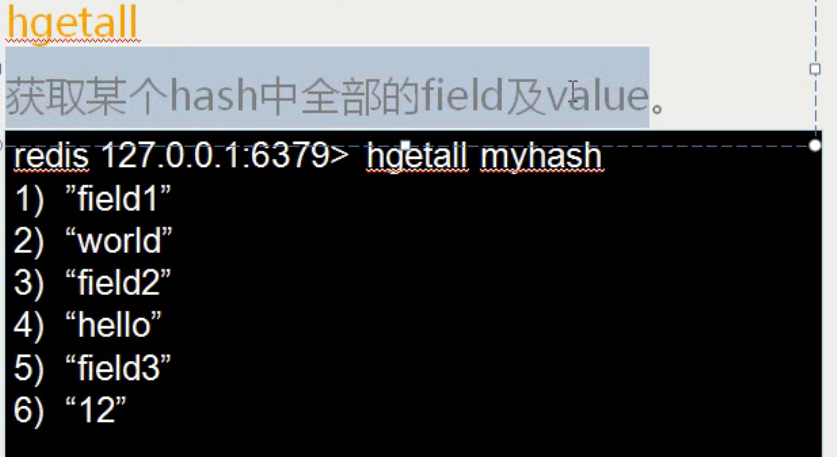 hgetall
获取某个hash中全部的field及value。
redis 127.0.0.1:6379> hgetall myhash
1) ”field1”
2) “world”
3) “field2”
4) “hello”
5) “field3”
6) “12”